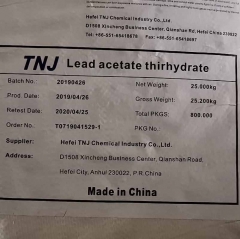 Hefei TNJ Chemical Industry Co., Ltd.
D1508 Xincheng Business Center, Qianshan
Hefei 230022 China
Tel: +86-551-65418678 Fax: +86-551-65418697
TNJ Lead acetate thirhydrate
Batch No. 20190426 Net Weight: 25.000kg
Prod. Date 2019/04/26 Gross Weight: 25.200kg
Retest Date 2020/04/25 Total PKGS: 800.000
Order No. T0719041529-1 PKG No.
Supplier: Hefei TNJ Chemical Industry Co., Ltd.
Address: D1508 Xincheng Business Center, Qianshan Road,
Hefei City, Anhui 230022, P.R. China
Made in China